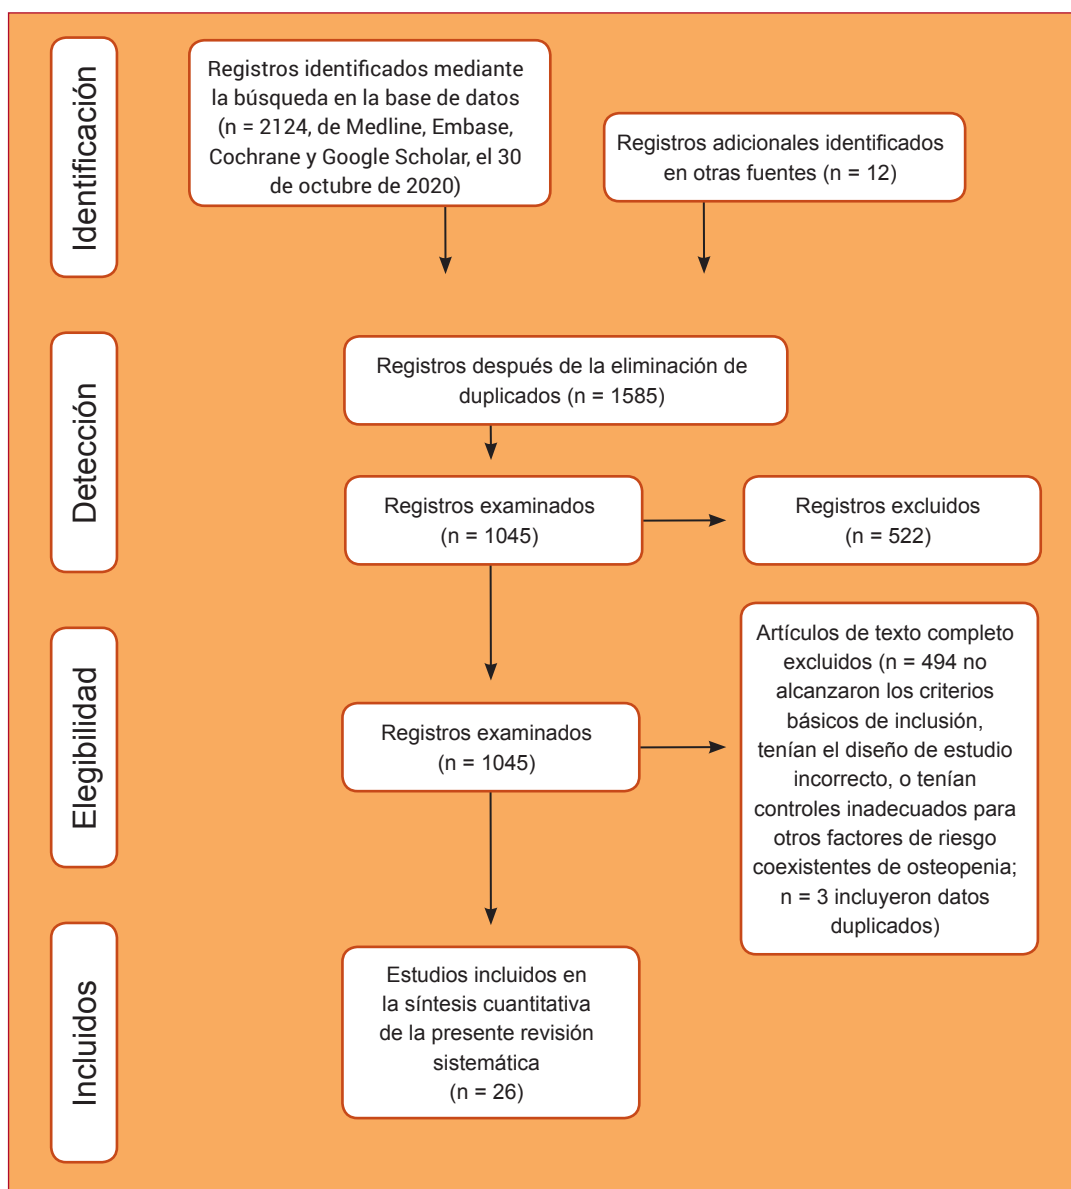 Identificación
Registros identificados mediante
la búsqueda en la base de datos
(n = 2124, de Medline, Embase,
Cochrane y Google Scholar, el 30
de octubre de 2020)
Registros adicionales identificados
en otras fuentes (n = 12)
Detección
Registros después de la eliminación de
duplicados (n = 1585)
Registros examinados
(n = 1045)
Registros excluidos
(n = 522)
Elegibilidad
Registros examinados
(n = 1045)
Artículos de texto completo
excluidos (n = 494 no
alcanzaron los criterios
básicos de inclusión,
tenían el diseño de estudio
incorrecto, o tenían
controles inadecuados para
otros factores de riesgo
coexistentes de osteopenia;
n = 3 incluyeron datos
duplicados)
Incluidos
Estudios incluidos en
la síntesis cuantitativa
de la presente revisión
sistemática
(n = 26)